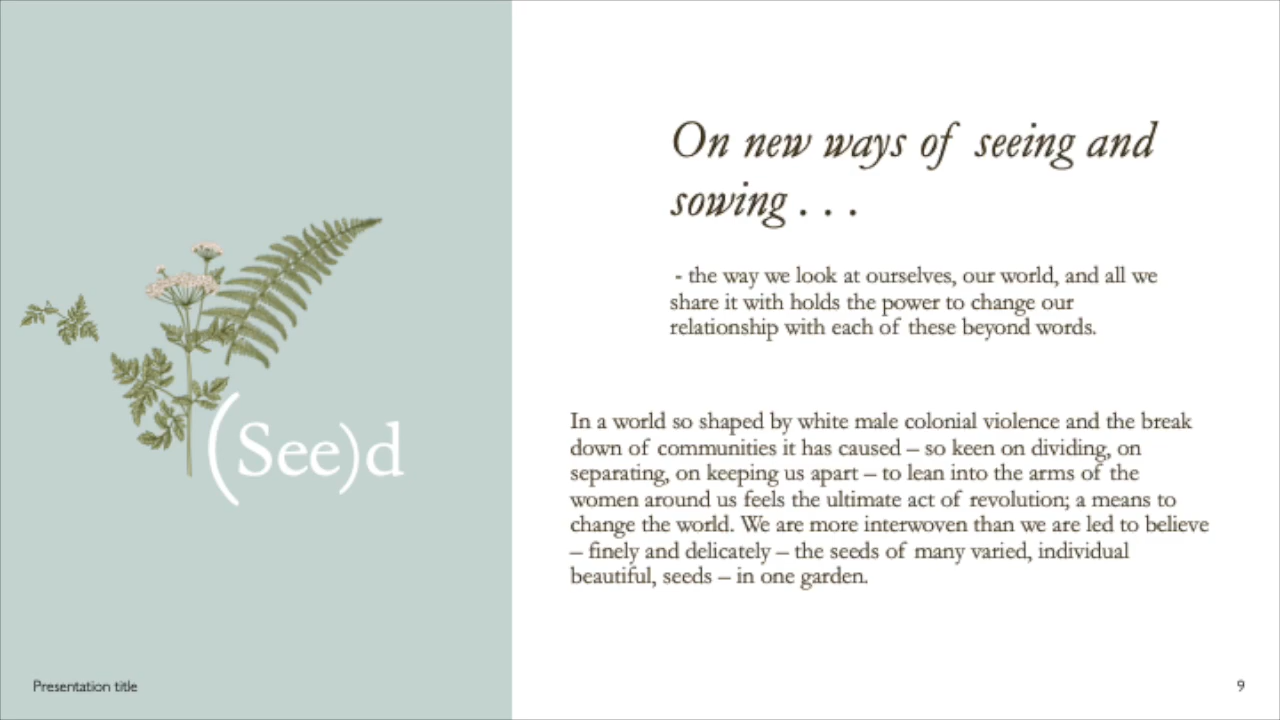 (See)d
On new ways of seeing and
sowing . . .
- the way we look at ourselves, our world, and all we
share it with holds the power to change our
relationship with each of these beyond words.
In a world so shaped by white male colonial violence and the break
down of communities it has caused – so keen on dividing, on
separating, on keeping us apart – to lean into the arms of the
women around us feels the ultimate act of revolution; a means to
change the world. We are more interwoven than we are led to believe
– finely and delicately – the seeds of many varied, individual
beautiful, seeds – in one garden.
Presentation title
9